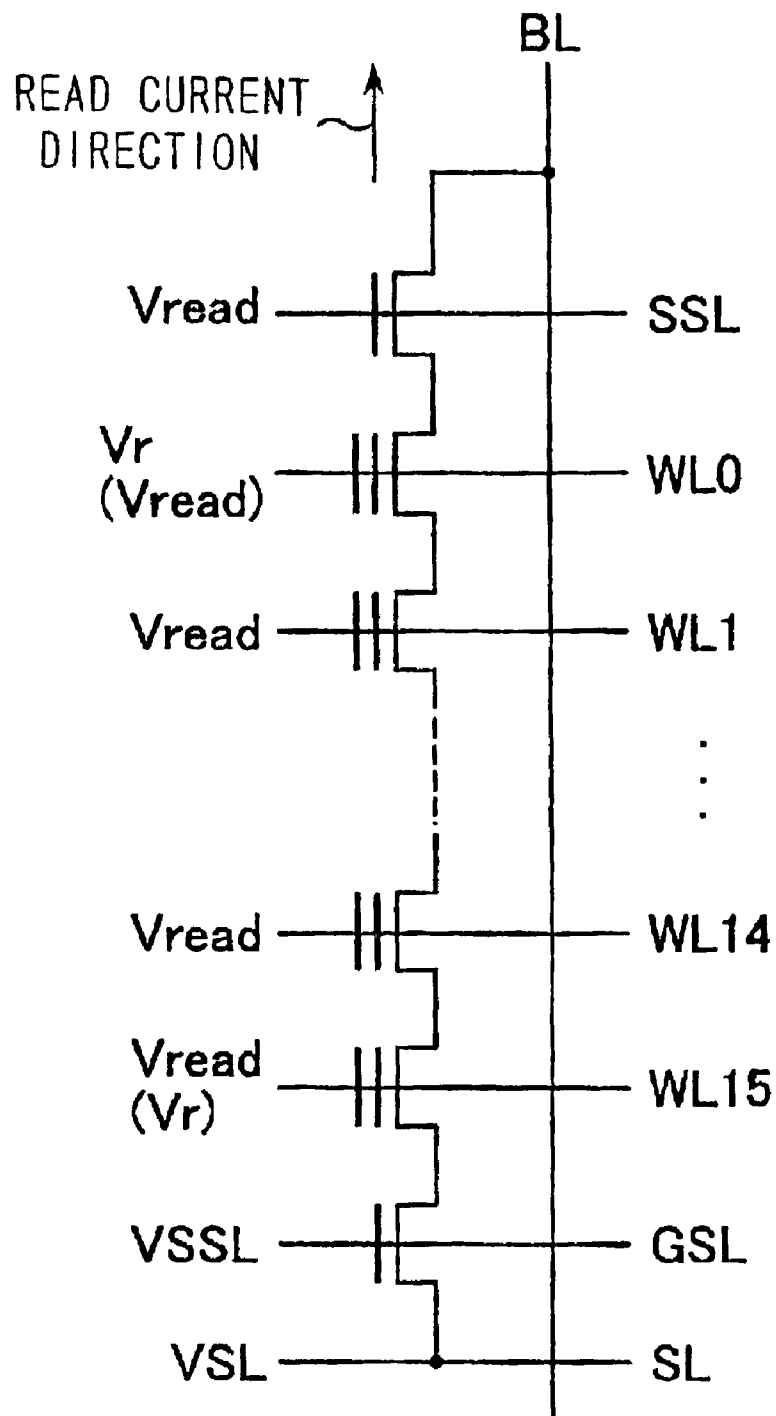 BL
READ CURRENT
DIRECTION
Vread
SSL
Vr
(Vread)
WL0
Vread
WL1
Vread
WL14
Vread
(Vr)
WL15
VSSL
GSL
VSL
SL